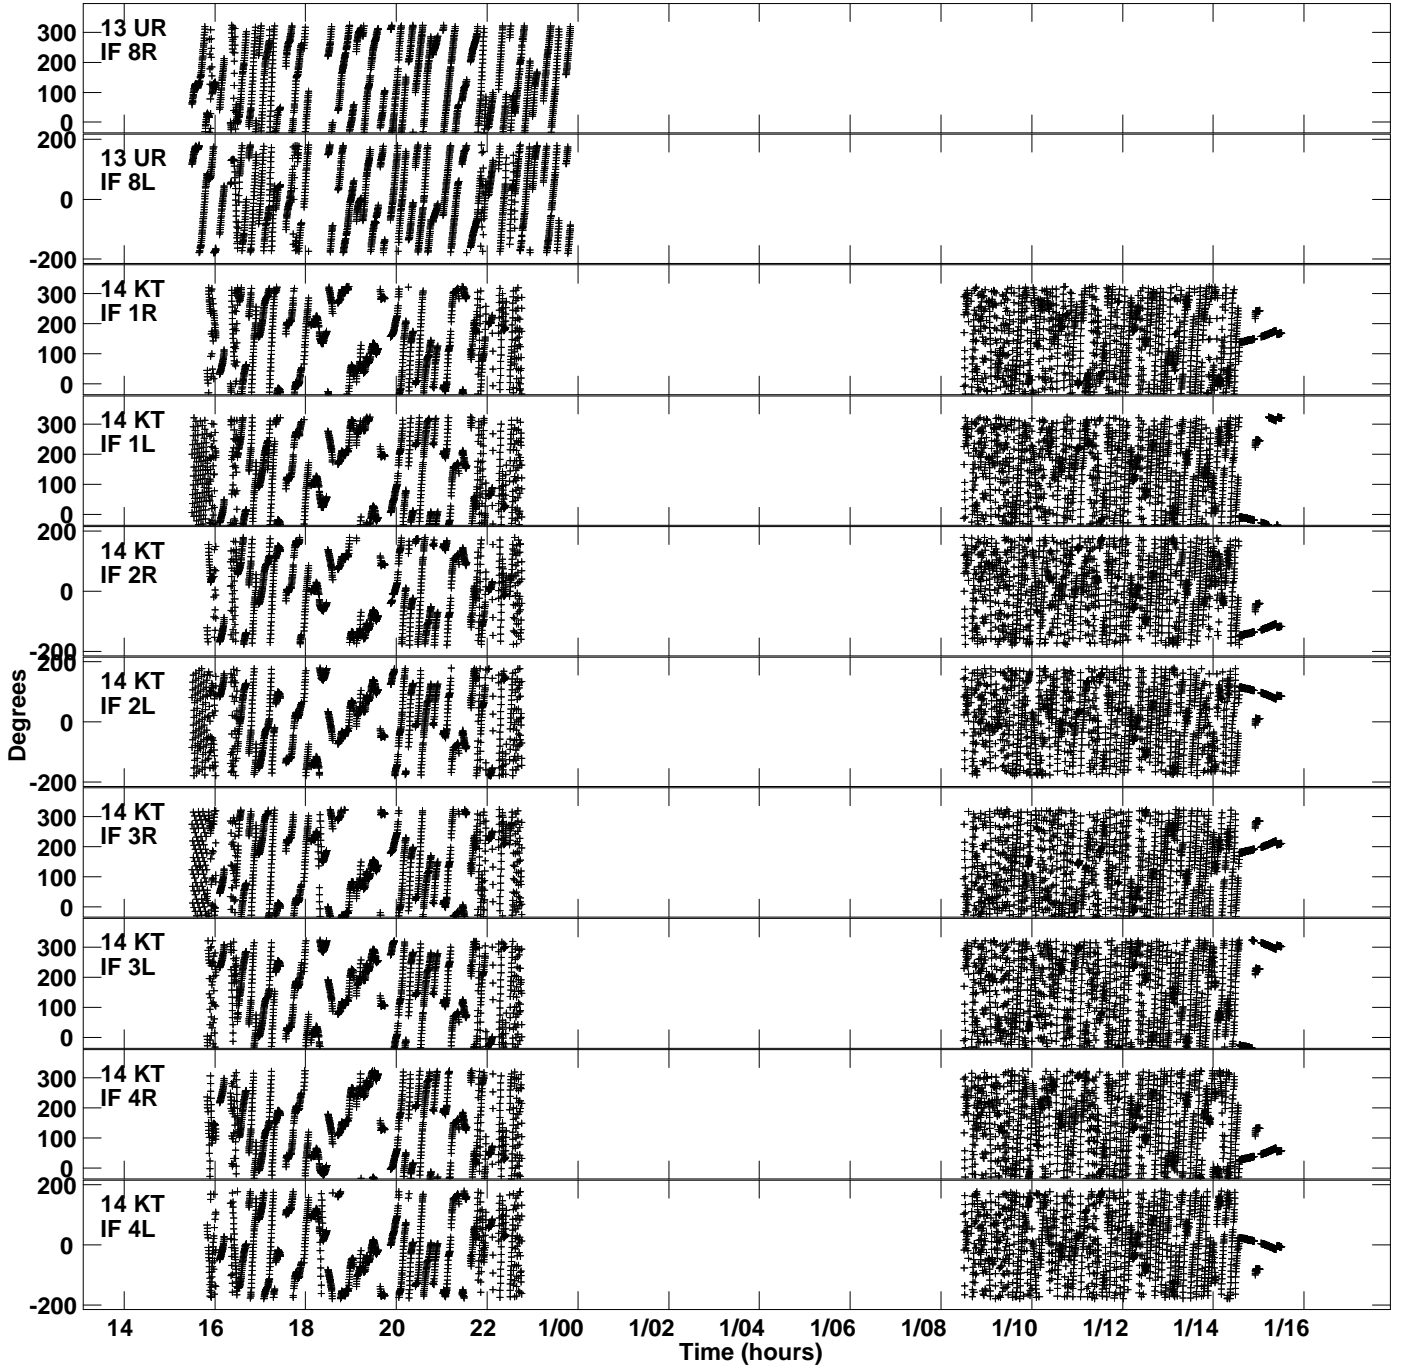 13 UR
IF 8R
300
200
100
0
13 UR
IF 8L
200
0
-200
14 KT
IF 1R
300
200
100
0
14 KT
IF 1L
300
200
100
0
14 KT
IF 2R
200
0
-200
14 KT
IF 2L
200
0
-200
14 KT
IF 3R
300
200
100
0
14 KT
IF 3L
300
200
100
0
14 KT
IF 4R
300
200
100
0
14 KT
IF 4L
200
0
-200
Degrees
14 16 18 20 22 1/00 1/02 1/04 1/06 1/08 1/10 1/12 1/14 1/16
Time (hours)